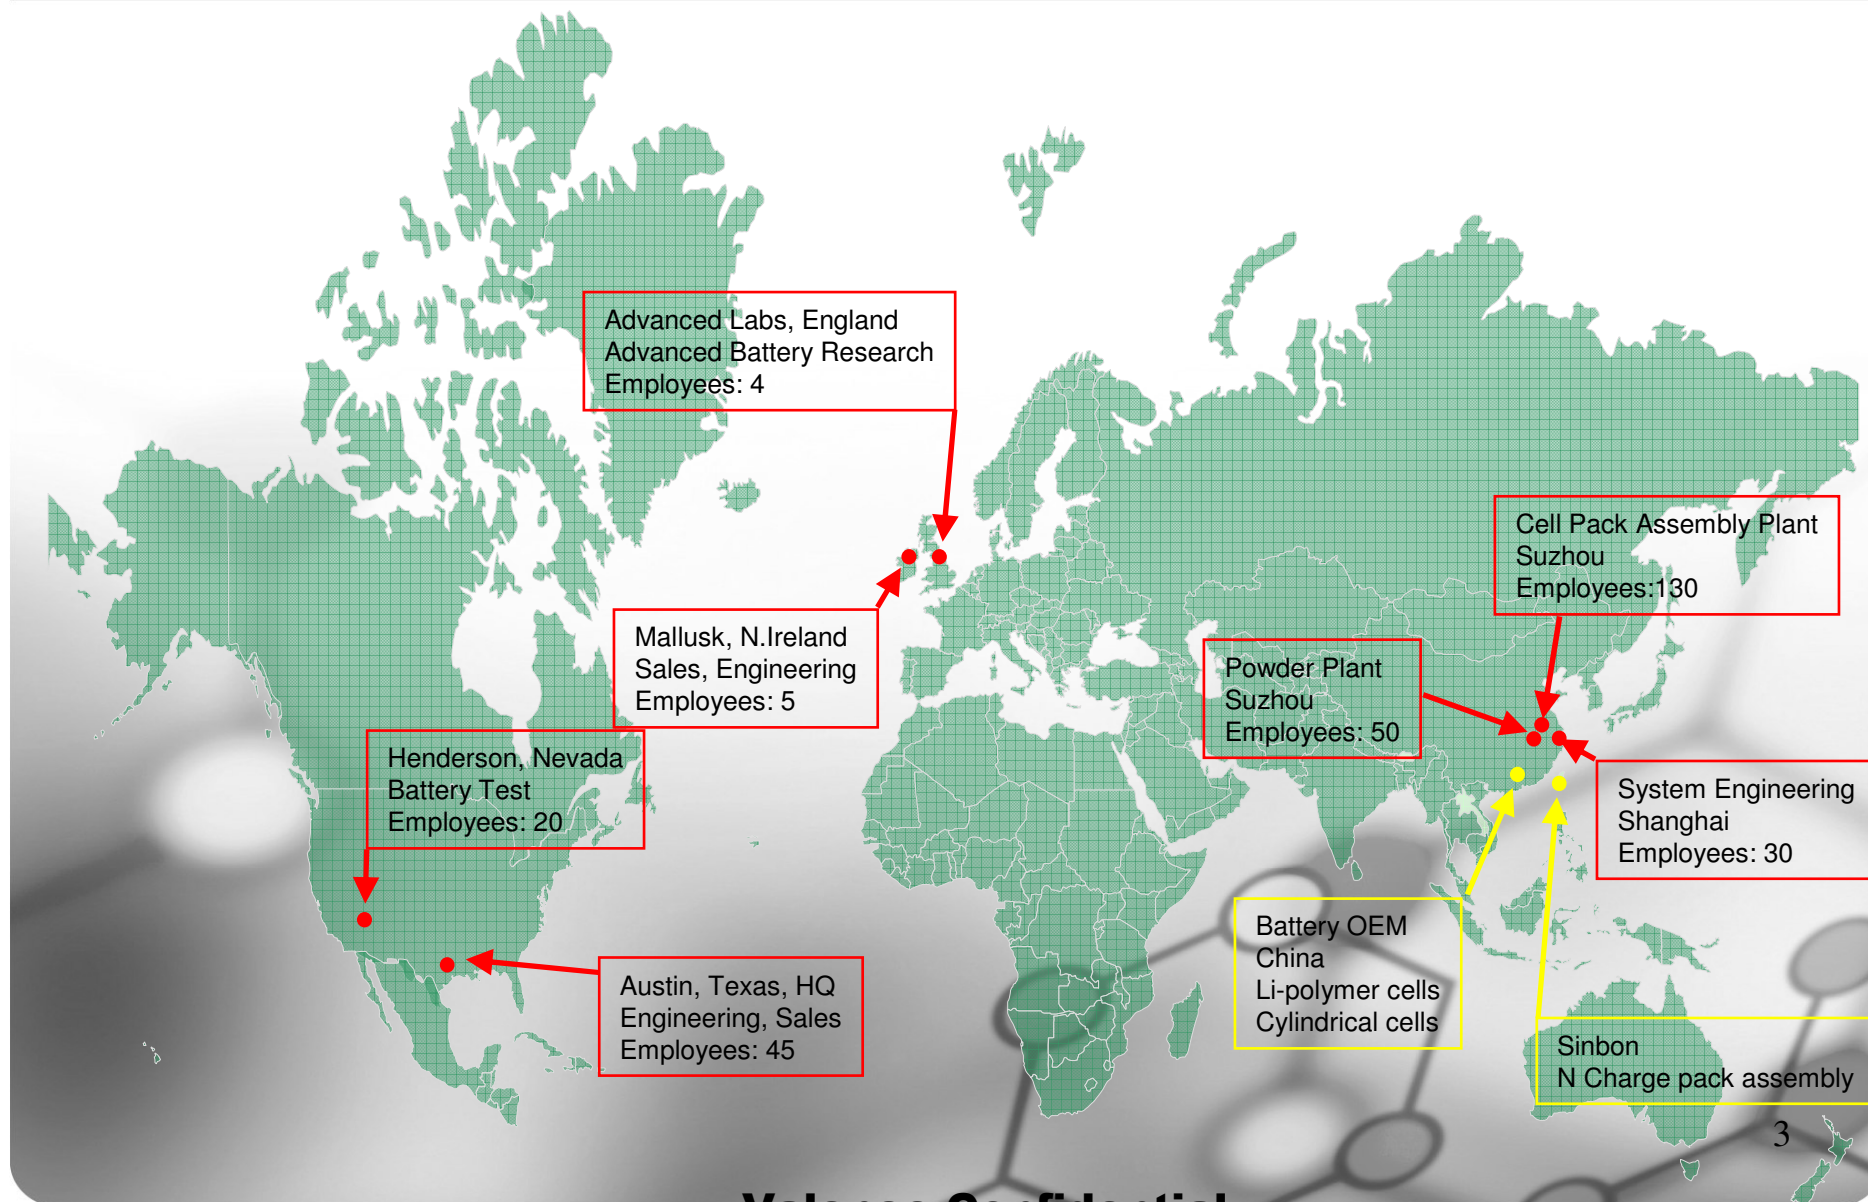 Advanced Labs, England
Advanced Battery Research
Employees: 4
Cell Pack Assembly Plant
Suzhou
Employees:130
Mallusk, N.Ireland
Sales, Engineering
Employees: 5
Powder Plant
Suzhou
Employees: 50
Henderson, Nevada
Battery Test
Employees: 20
System Engineering
Shanghai
Employees: 30
Battery OEM
China
Li-polymer cells
Cylindrical cells
Austin, Texas, HQ
Engineering, Sales
Employees: 45
Sinbon
N Charge pack assembly
3
Valence Confidential